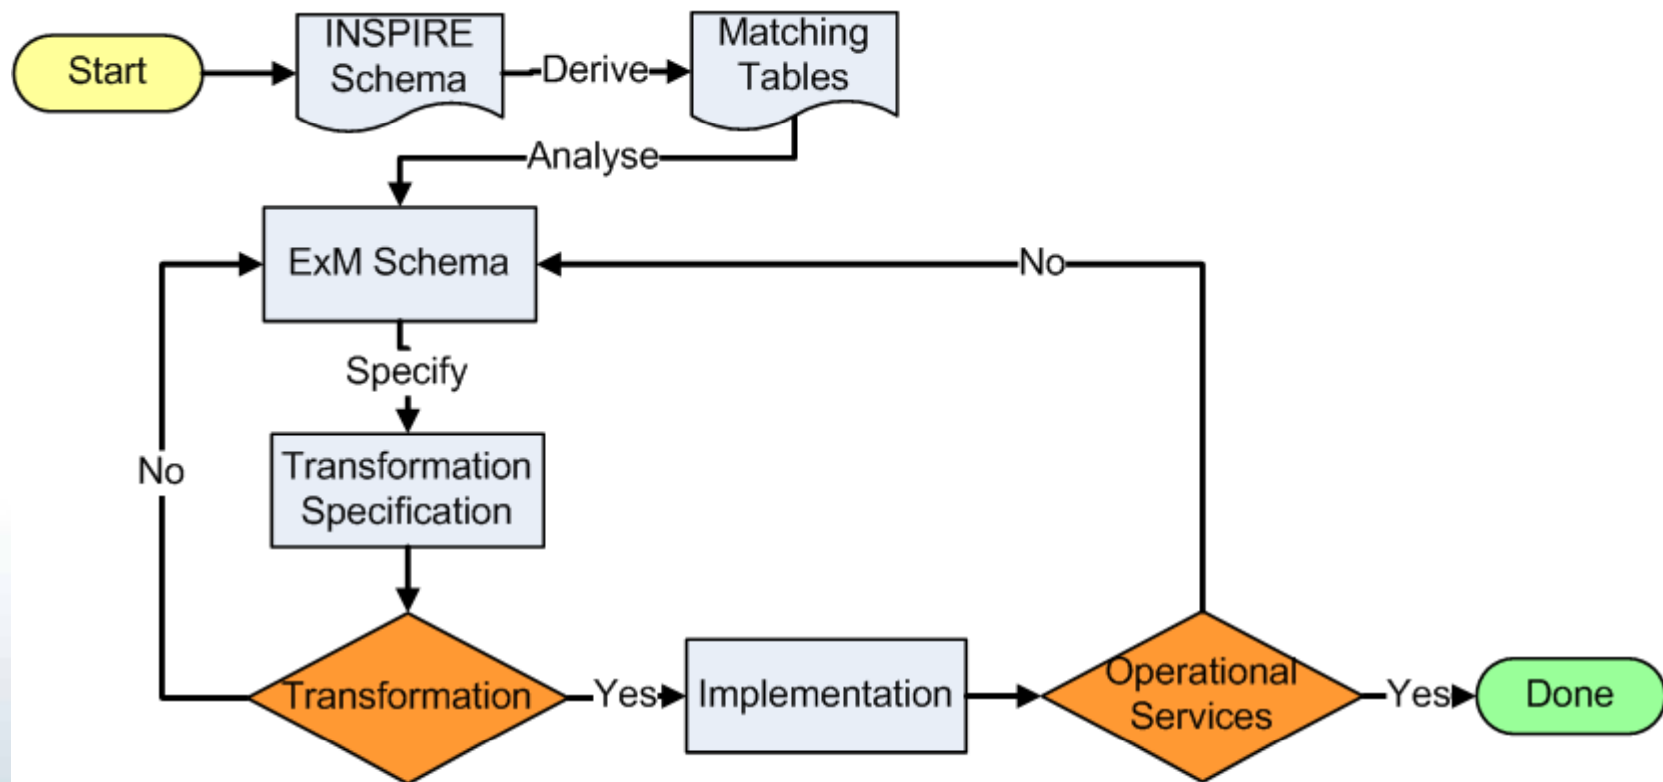 Start
INSPIRE
Schema
Derive
Matching
Tables
Analyse
ExM Schema
No
Specify
No
Transformation
Specification
Transformation
Yes
Implementation
Operational
Services
Yes
Done